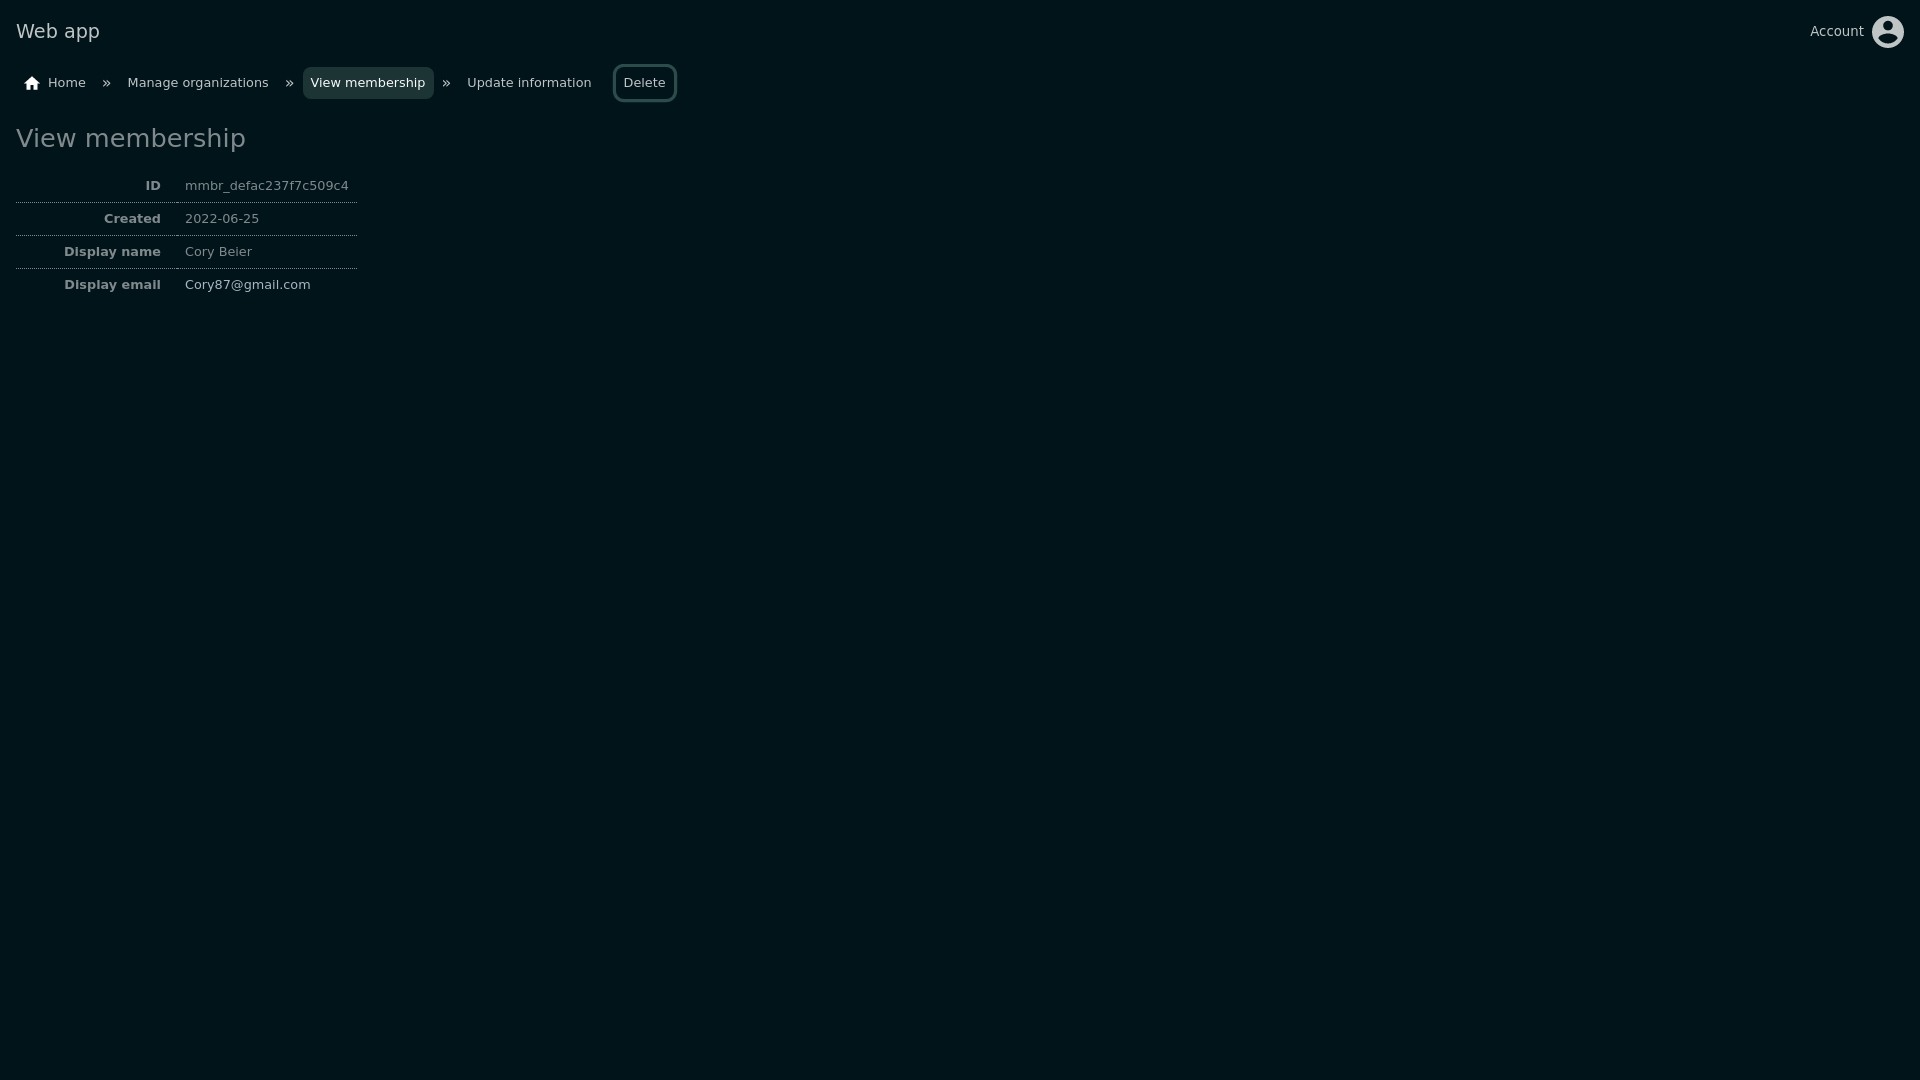 Web app
Account
Home » Manage organizations » View membership » Update information Delete
View membership
ID mmbr_defac237f7c509c4
Created 2022-06-25
Display name Cory Beier
Display email Cory87@gmail.com